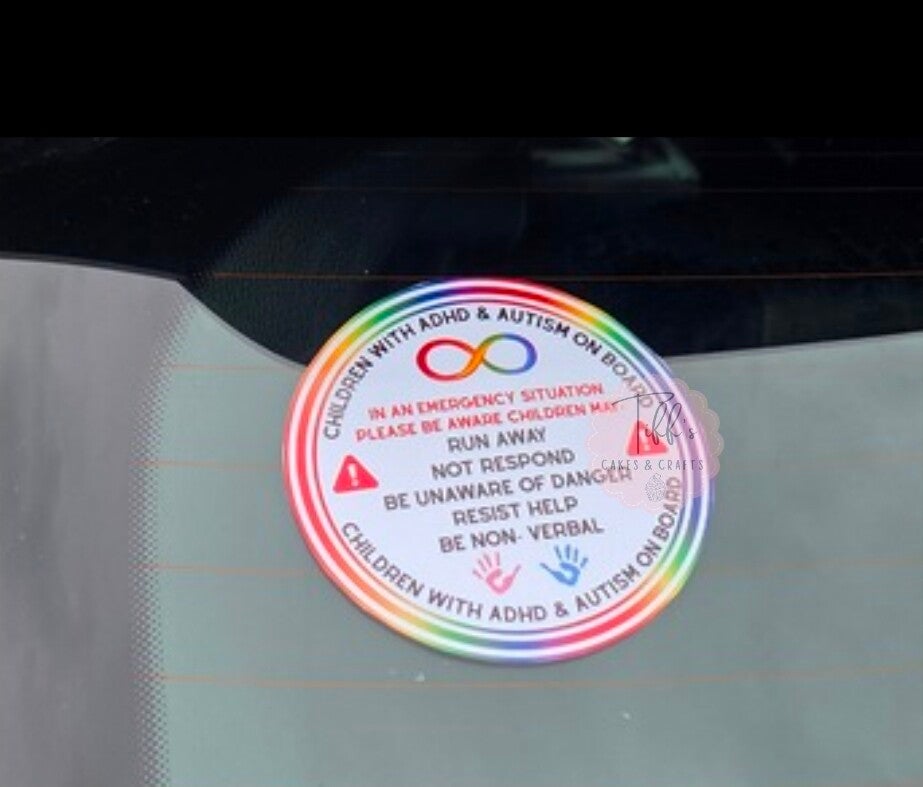 CHILDREN WITH ADHD & AUTISM ON BOARD
IN AN EMERGENCY SITUATION
PLEASE BE AWARE CHILDREN MAY
RUN AWAY
NOT RESPOND
BE UNAWARE OF DANGER
RESIST HELP
BE NON- VERBAL
CHILDREN WITH ADHD & AUTISM ON BOARD
Tiff's
CAKES & CRAFTS